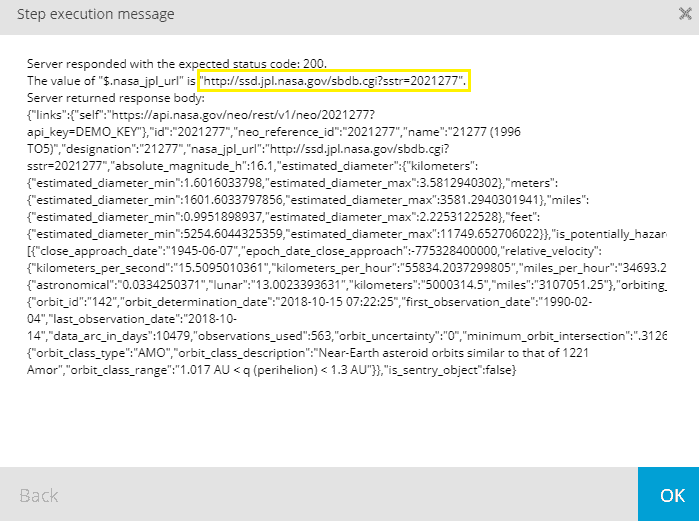 Step execution message
Server responded with the expected status code: 200.
The value of "$.nasa_jpl_url" is "http://ssd.jpl.nasa.gov/sbdb.cgi?sstr=2021277".
Server returned response body:
{"links":{"self":"https://api.nasa.gov/neo/rest/v1/neo/2021277?
api_key=DEMO_KEY"},"id":"2021277","neo_reference_id":"2021277","name":"21277 (1996
TO5)","designation":"21277","nasa_jpl_url":"http://ssd.jpl.nasa.gov/sbdb.cgi?
sstr=2021277","absolute_magnitude_h":16.1,"estimated_diameter":{"kilometers":
{"estimated_diameter_min":1.6016033798,"estimated_diameter_max":3.5812940302},"meters":
{"estimated_diameter_min":1601.6033797856,"estimated_diameter_max":3581.2940301941},"miles":
{"estimated_diameter_min":0.9951898937,"estimated_diameter_max":2.2253122528},"feet":
{"estimated_diameter_min":5254.6044325359,"estimated_diameter_max":11749.652706022}},"is_potentially_hazar
[{"close_approach_date":"1945-06-07","epoch_date_close_approach":-775328400000,"relative_velocity":
{"kilometers_per_second":"15.5095010361","kilometers_per_hour":"55834.2037299805","miles_per_hour":"34693.2
{"astronomical":"0.0334250371","lunar":"13.0023393631","kilometers":"5000314.5","miles":"3107051.25"},"orbiting_
{"orbit_id":"142","orbit_determination_date":"2018-10-15 07:22:25","first_observation_date":"1990-02-
04","last_observation_date":"2018-10-
14","data_arc_in_days":10479,"observations_used":563,"orbit_uncertainty":"0","minimum_orbit_intersection":".3126
{"orbit_class_type":"AMO","orbit_class_description":"Near-Earth asteroid orbits similar to that of 1221
Amor","orbit_class_range":"1.017 AU < q (perihelion) < 1.3 AU"}},"is_sentry_object":false}
Back
OK